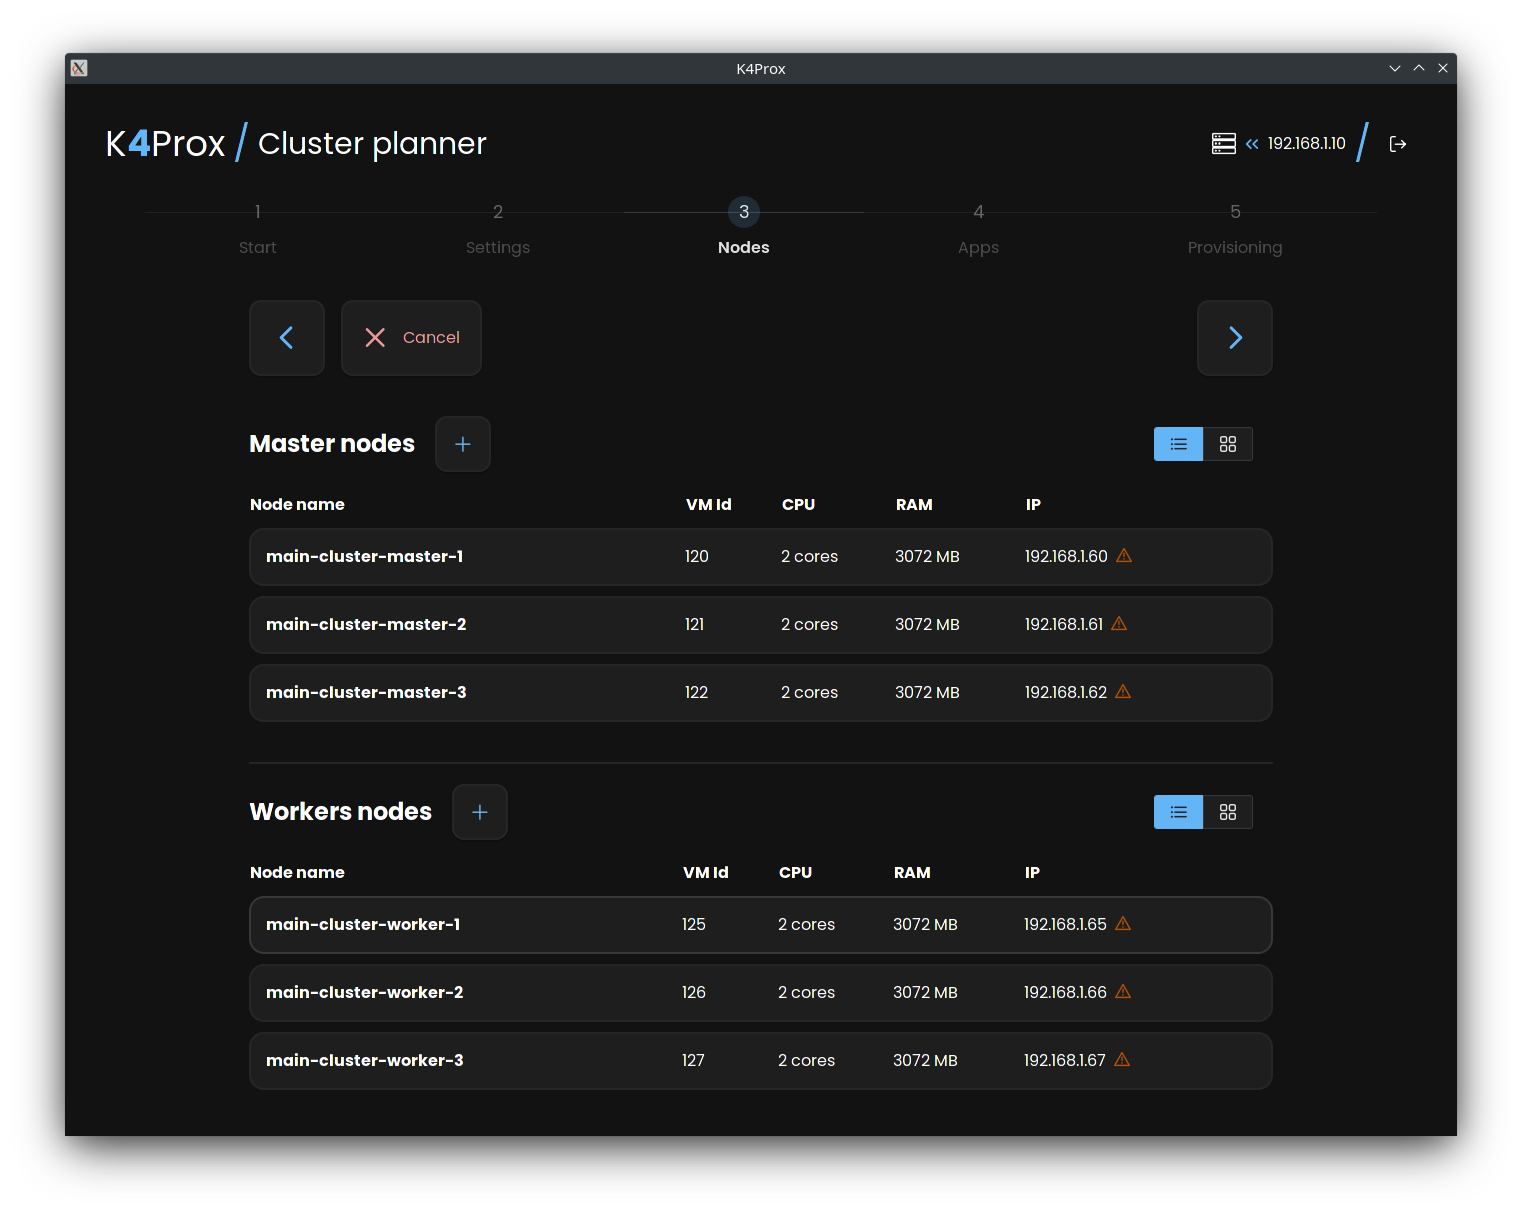 K4Prox
K4Prox / Cluster planner
192.168.1.10 /
1 2 3 4 5
Start Settings Nodes Apps Provisioning
Cancel
Master nodes
Node name VM Id CPU RAM IP
main-cluster-master-1 120 2 cores 3072 MB 192.168.1.60
main-cluster-master-2 121 2 cores 3072 MB 192.168.1.61
main-cluster-master-3 122 2 cores 3072 MB 192.168.1.62
Workers nodes
Node name VM Id CPU RAM IP
main-cluster-worker-1 125 2 cores 3072 MB 192.168.1.65
main-cluster-worker-2 126 2 cores 3072 MB 192.168.1.66
main-cluster-worker-3 127 2 cores 3072 MB 192.168.1.67